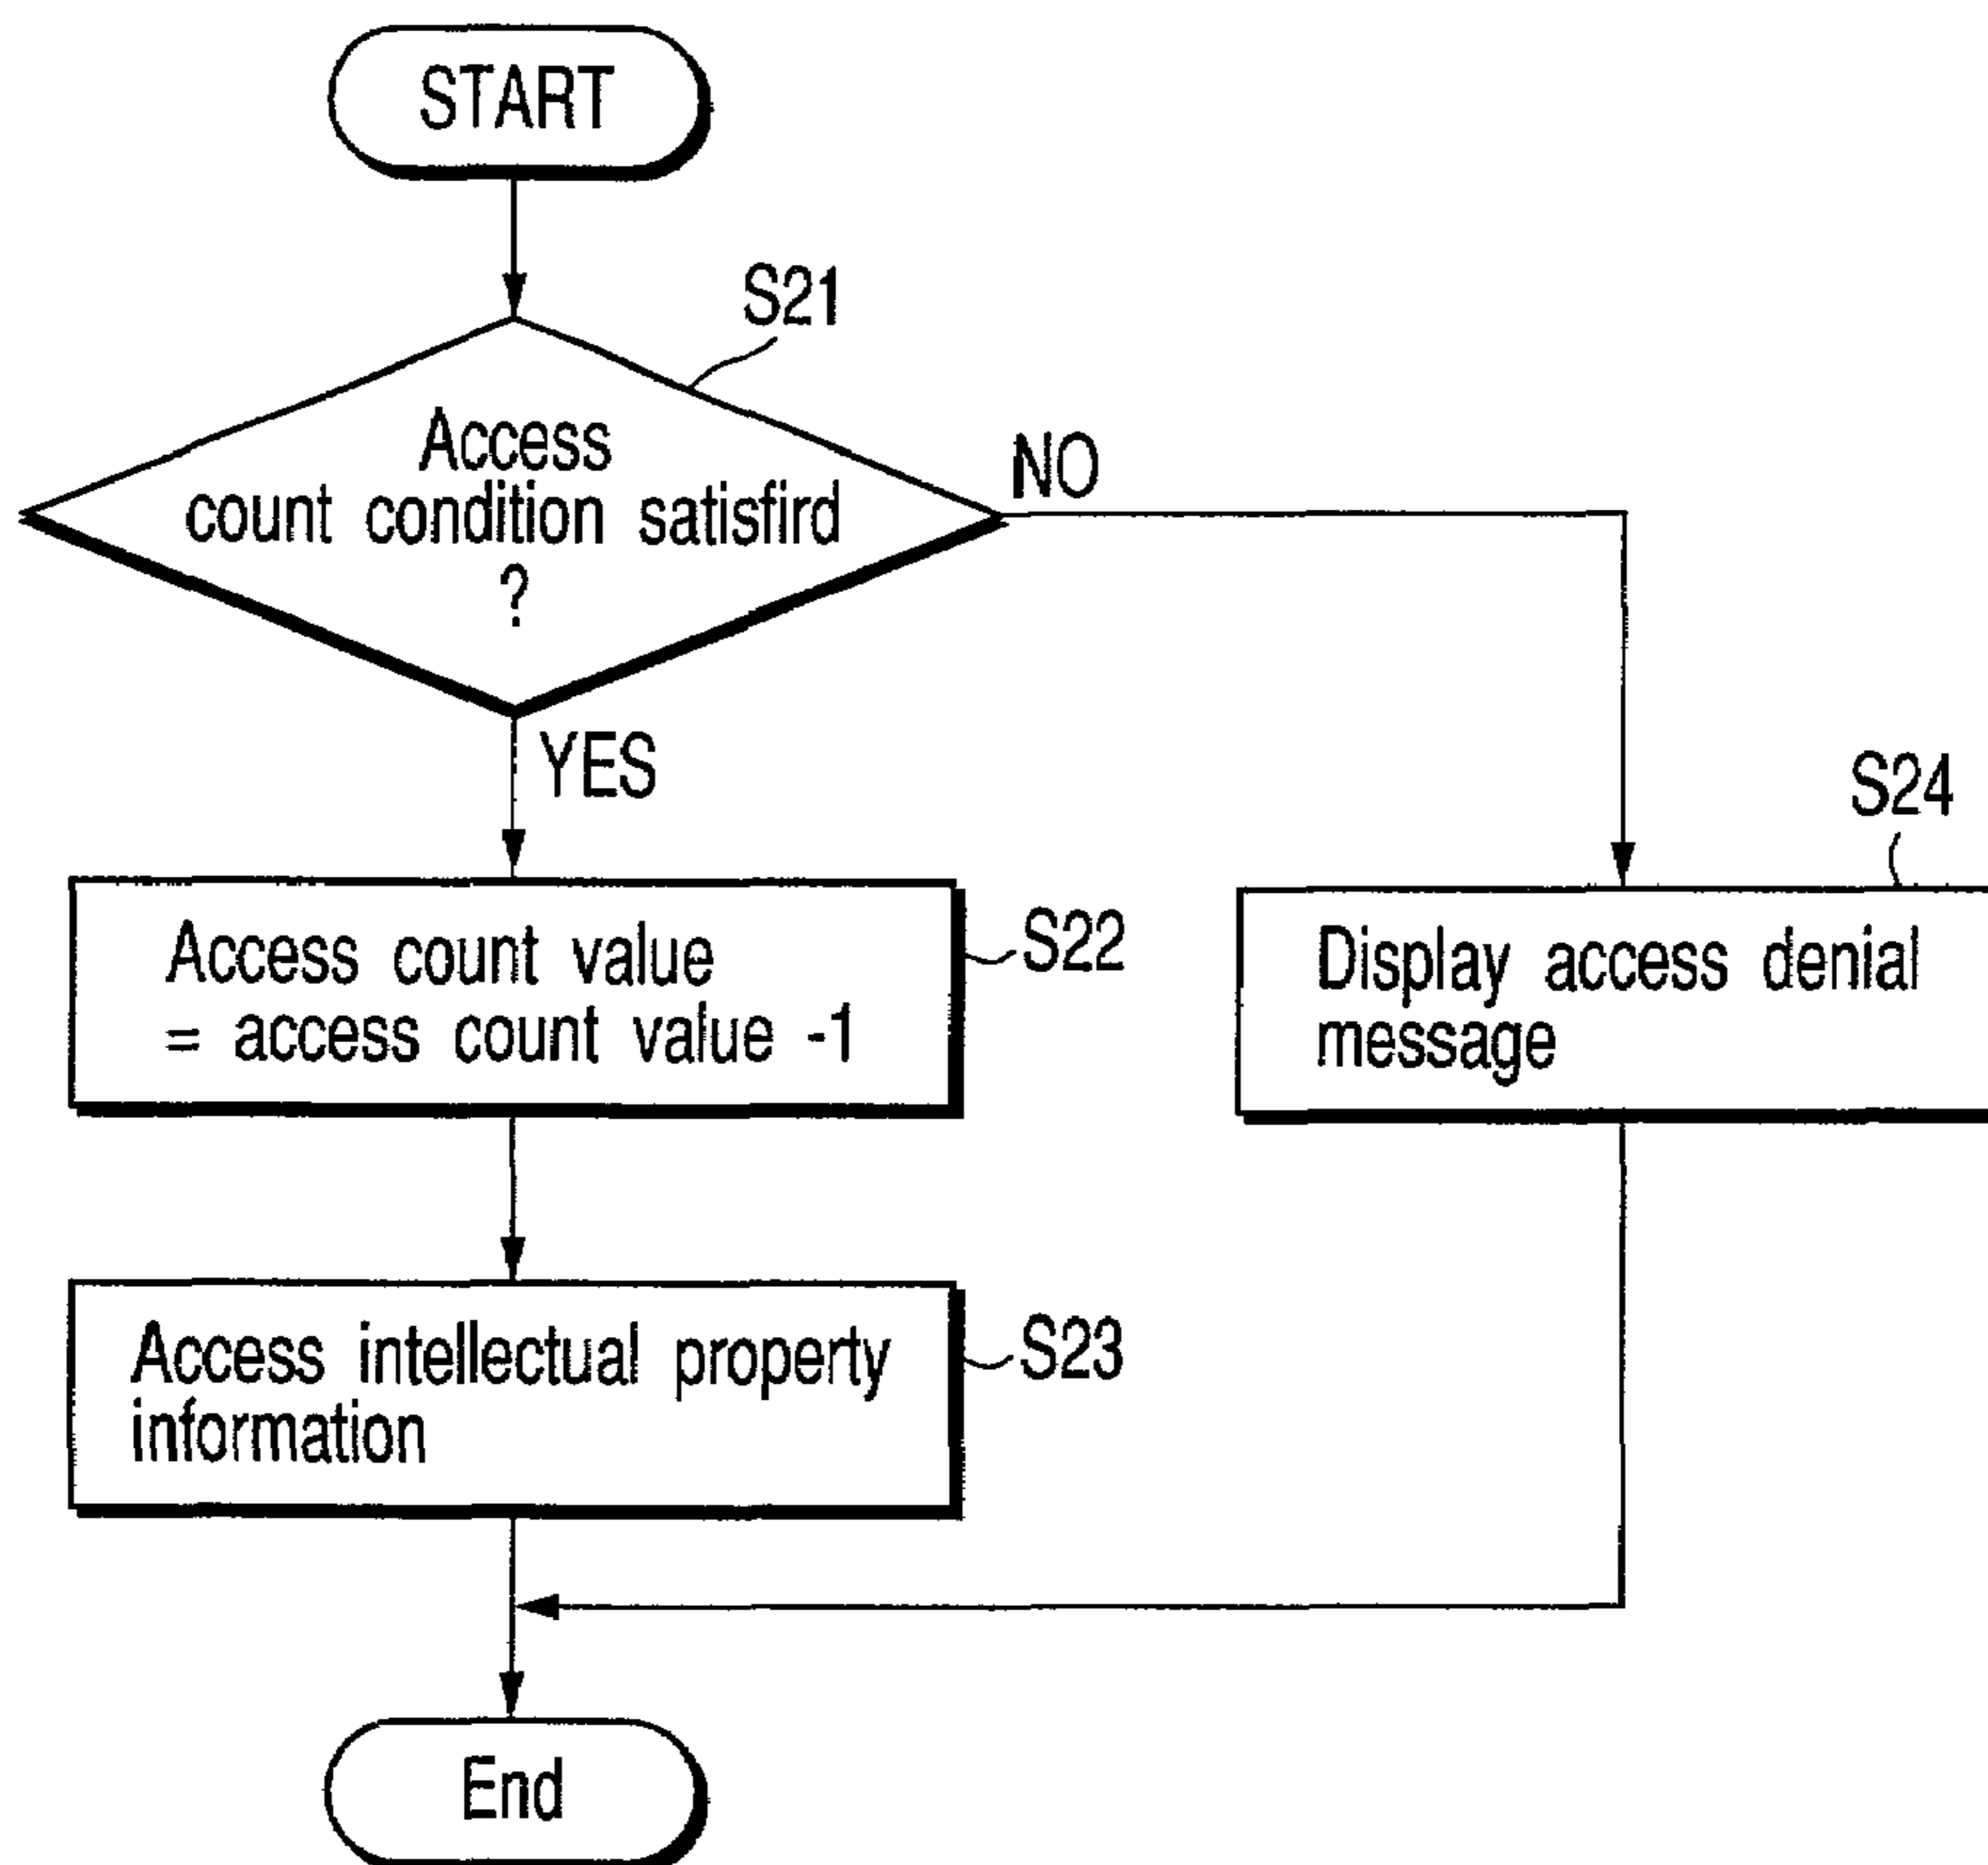 START
S21
Access
count condition satisfird
?
NO
YES
S24
Access count value
= access count value -1
S22
Display access denial
message
Access intellectual property
information
S23
End